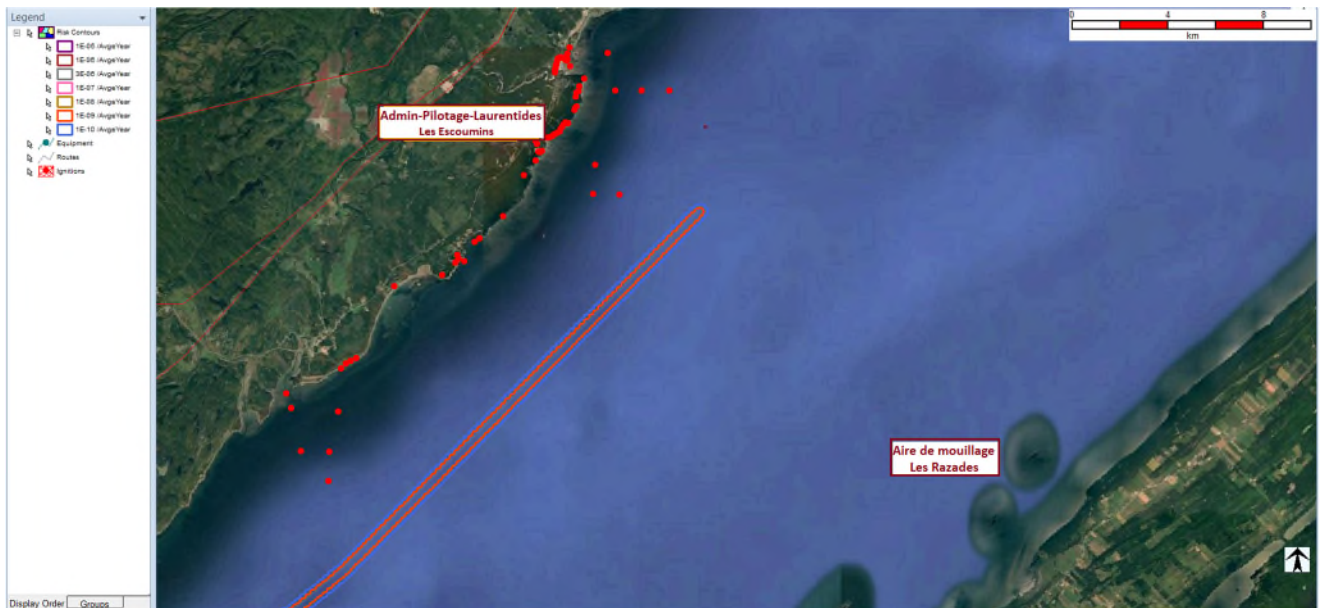 Legend
Risk Contours
1E-05 /AvgeYear
1E-06 /AvgeYear
3E-06 /AvgeYear
1E-07 /AvgeYear
1E-08 /AvgeYear
1E-09 /AvgeYear
1E-10 /AvgeYear
Equipment
Routes
Ignitions
Display Order
Groups
0 4 8
km
Admin-Pilotage-Laurentides
Les Escoumins
Aire de mouillage
Les Razades